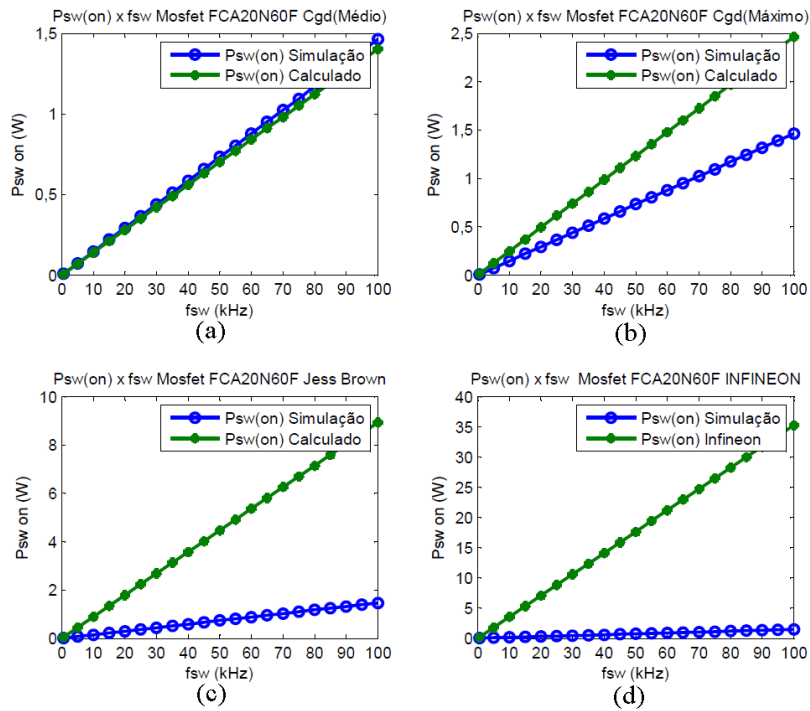 Psw(on) x fsw Mosfet FCA20N60F Cgd(Médio)
1,5
1
0,5
0
Psw on (W)
Psw(on) Simulação
Psw(on) Calculado
0 10 20 30 40 50 60 70 80 90 100
fsw (kHz)
(a)
Psw(on) x fsw Mosfet FCA20N60F Cgd(Máximo)
2,5
2
1,5
1
0,5
0
Psw on (W)
Psw(on) Simulação
Psw(on) Calculado
0 10 20 30 40 50 60 70 80 90 100
fsw (kHz)
(b)
Psw(on) x fsw Mosfet FCA20N60F Jess Brown
10
8
6
4
2
0
Psw on (W)
Psw(on) Simulação
Psw(on) Calculado
0 10 20 30 40 50 60 70 80 90 100
fsw (kHz)
(c)
Psw(on) x fsw Mosfet FCA20N60F INFINEON
40
35
30
25
20
15
10
5
0
Psw on (W)
Psw(on) Simulação
Psw(on) Infineon
0 10 20 30 40 50 60 70 80 90 100
fsw (kHz)
(d)